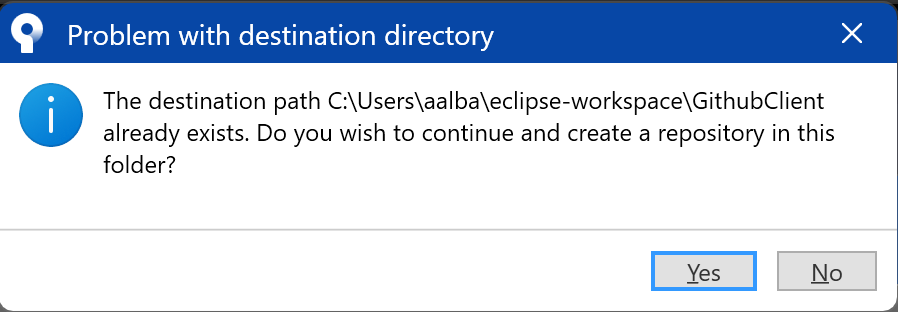 Problem with destination directory
The destination path C:\Users\aalba\eclipse-workspace\GithubClient
already exists. Do you wish to continue and create a repository in this
folder?
Yes
No